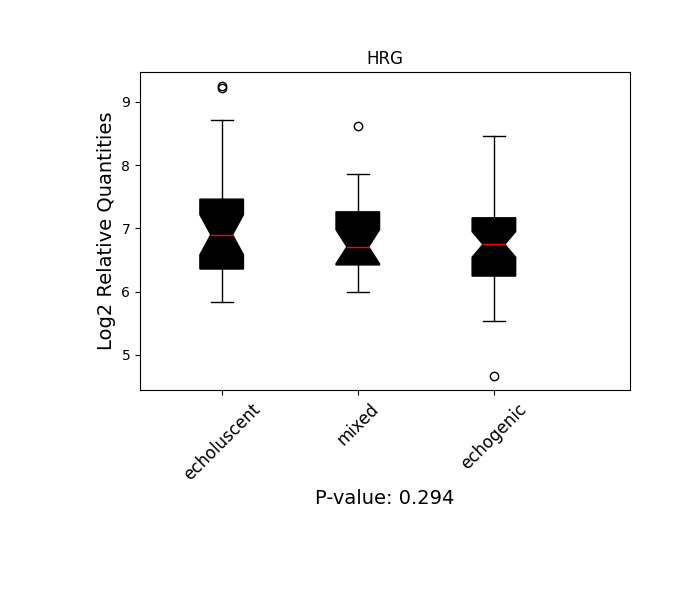 HRG
Log2 Relative Quantities
9
8
7
6
5
echoluscent
mixed
echogenic
P-value: 0.294